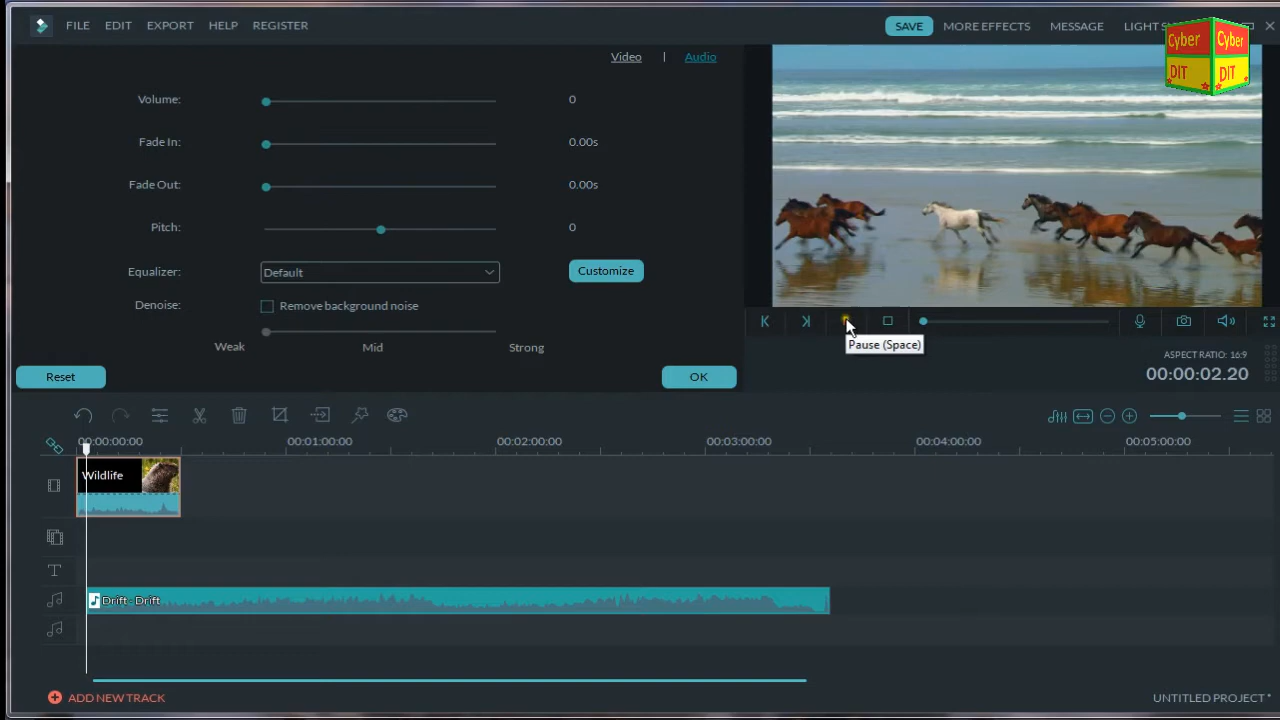 FILE EDIT EXPORT HELP REGISTER SAVE MORE EFFECTS MESSAGE
Cyber Cyber
DIT DIT
Video | Audio
Volume: 0
Fade In: 0.00s
Fade Out: 0.00s
Pitch: 0
Equalizer: Default Customize
Denoise: Remove background noise
Weak Mid Strong
Pause (Space)
Reset OK
ASPECT RATIO: 16:9
00:00:02.20
00:00:00:00 00:01:00:00 00:02:00:00 00:03:00:00 00:04:00:00 00:05:00:00
Wildlife
T
Drift - Drift
ADD NEW TRACK UNTITLED PROJECT *